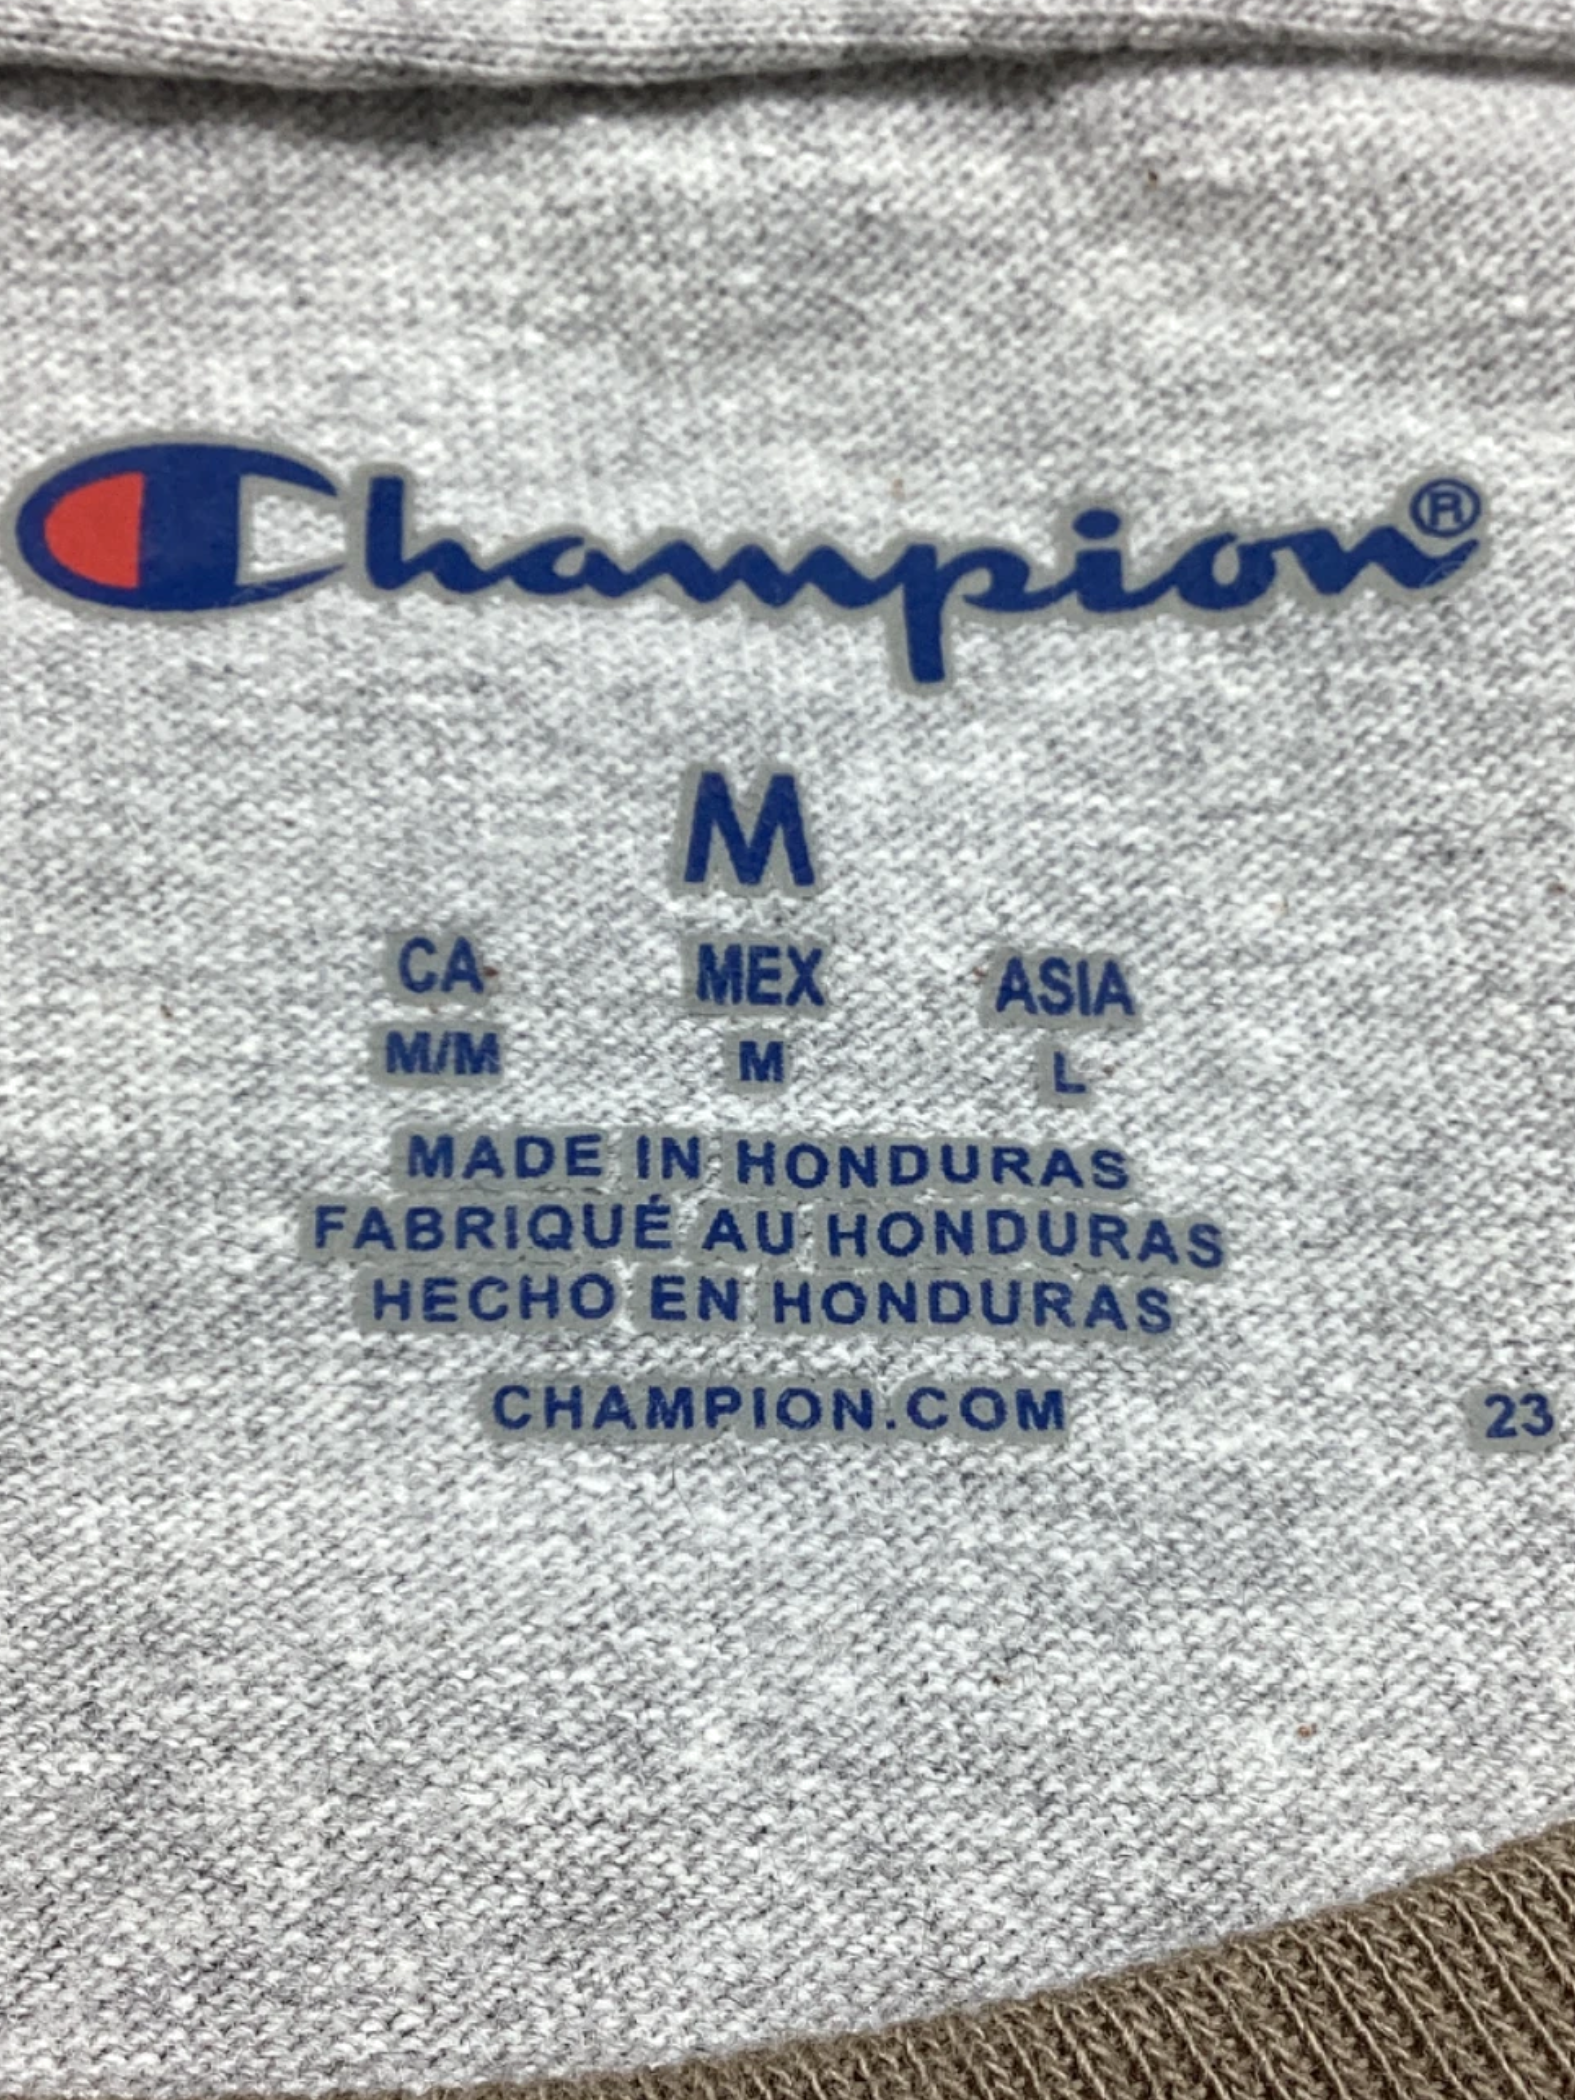 Champion®
M
CA MEX ASIA
M/M M L
MADE IN HONDURAS
FABRIQUÉ AU HONDURAS
HECHO EN HONDURAS
CHAMPION.COM 23